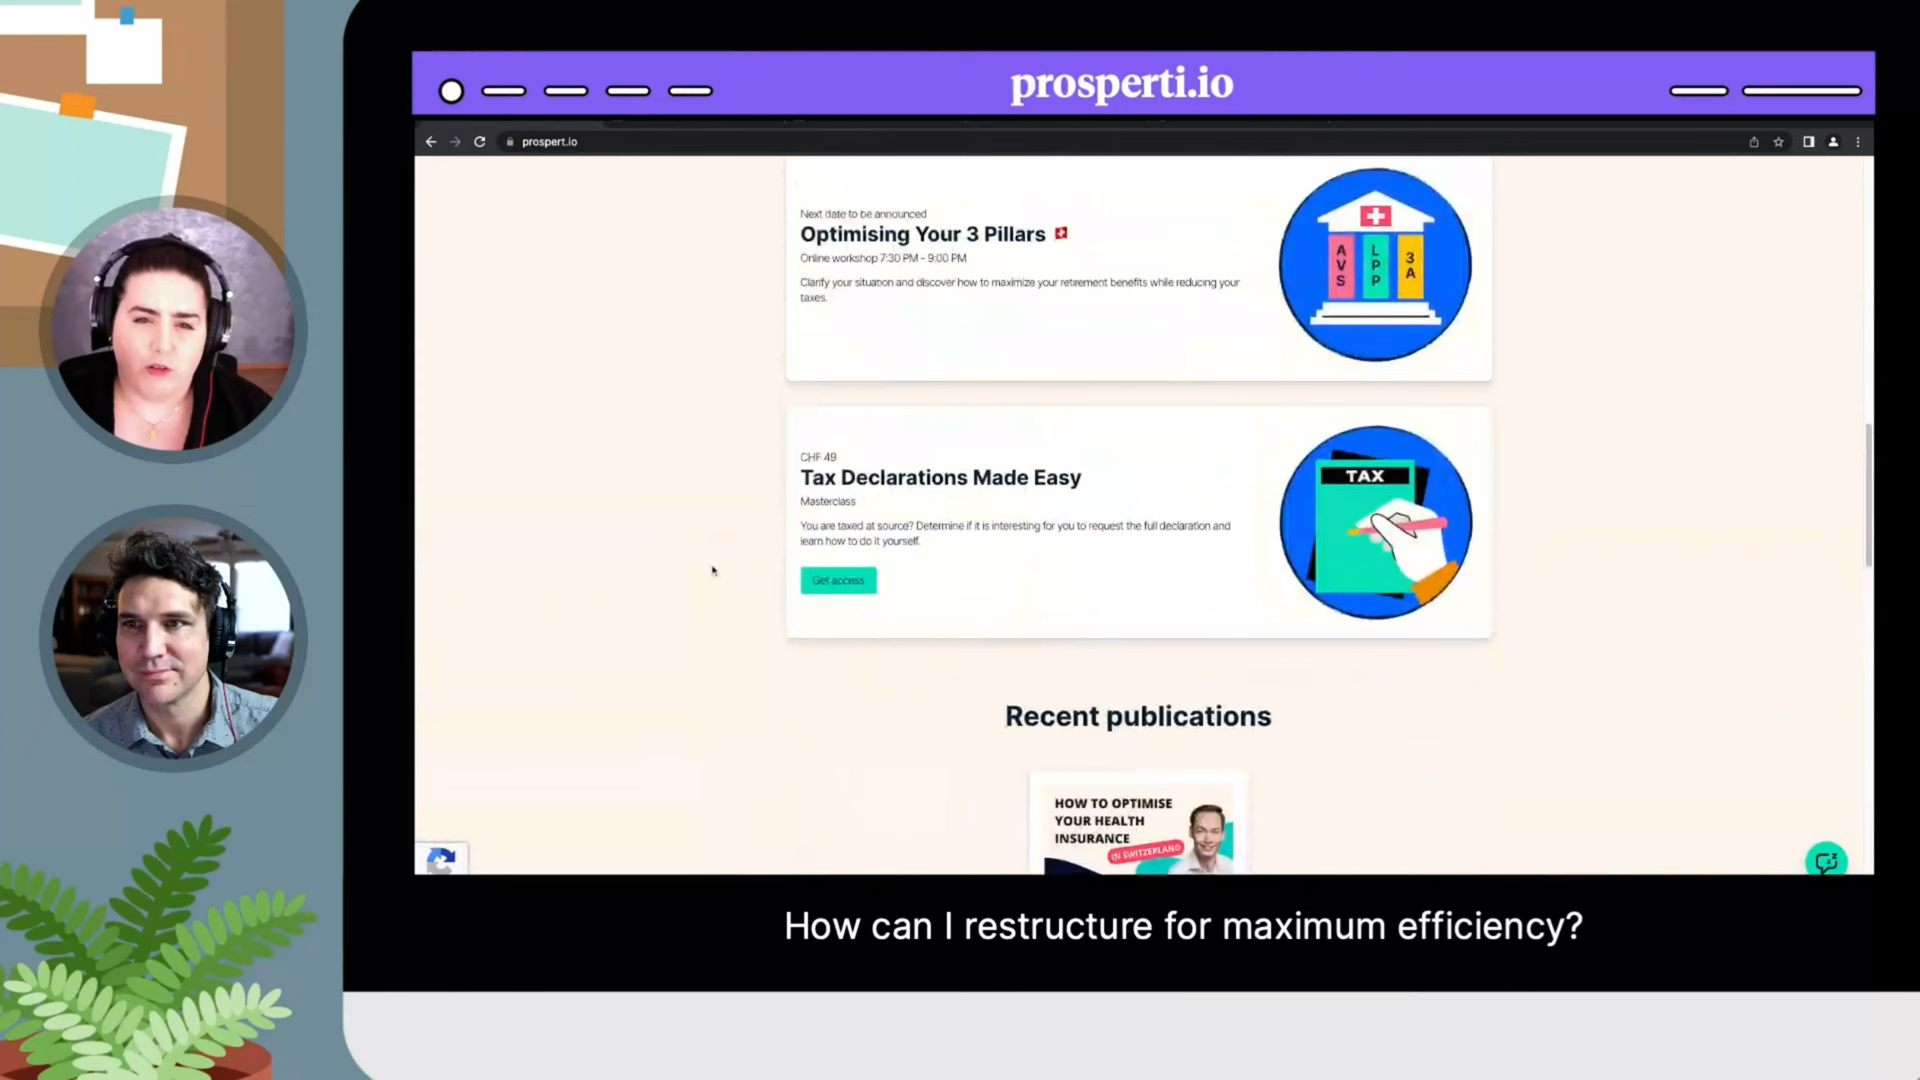 prosperti.io
prospert.io
Next date to be announced
Optimising Your 3 Pillars
Online workshop 7:30 PM - 9:00 PM
Clarify your situation and discover how to maximize your retirement benefits while reducing your
taxes.
AVS
LPP
3A
CHF 49
Tax Declarations Made Easy
Masterclass
You are taxed at source? Determine if it is interesting for you to request the full declaration and
learn how to do it yourself.
Get access
TAX
Recent publications
HOW TO OPTIMISE
YOUR HEALTH
INSURANCE
IN SWITZERLAND
How can I restructure for maximum efficiency?